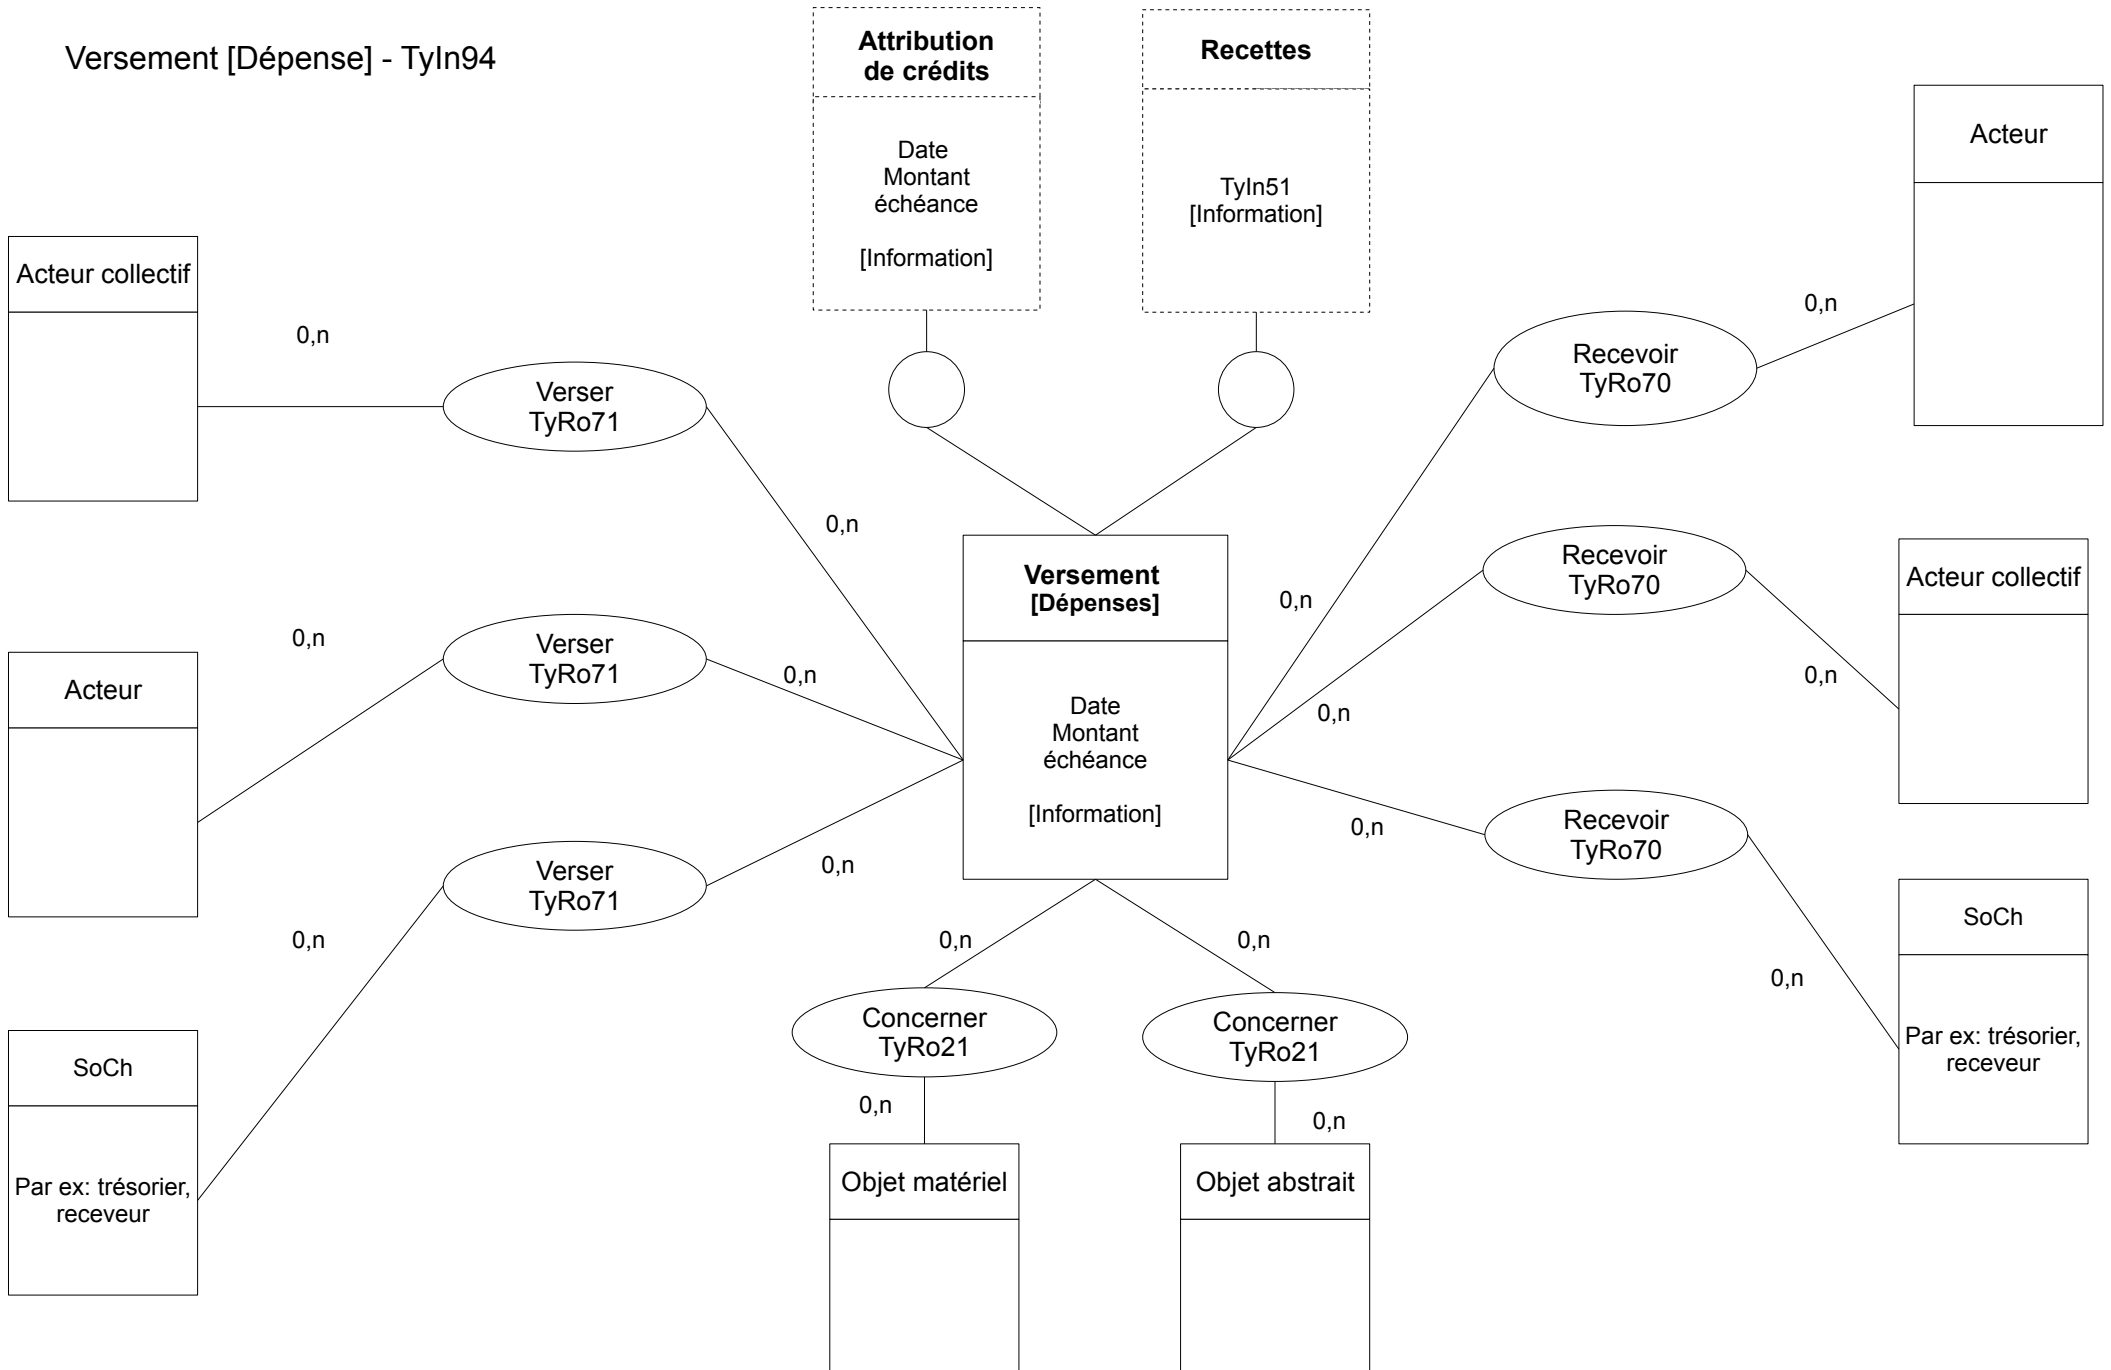 Versement [Dépense] - TyIn94
Attribution
de crédits
Date
Montant
échéance
[Information]
Recettes
TyIn51
[Information]
Acteur
Acteur collectif
0,n
Verser
TyRo71
0,n
0,n
Recevoir
TyRo70
0,n
Versement
[Dépenses]
Date
Montant
échéance
[Information]
Acteur
0,n
Verser
TyRo71
0,n
Recevoir
TyRo70
0,n
0,n
Acteur collectif
SoCh
Par ex: trésorier,
receveur
0,n
Verser
TyRo71
0,n
Recevoir
TyRo70
0,n
0,n
SoCh
Par ex: trésorier,
receveur
0,n
Concerner
TyRo21
0,n
Objet matériel
0,n
Concerner
TyRo21
0,n
Objet abstrait